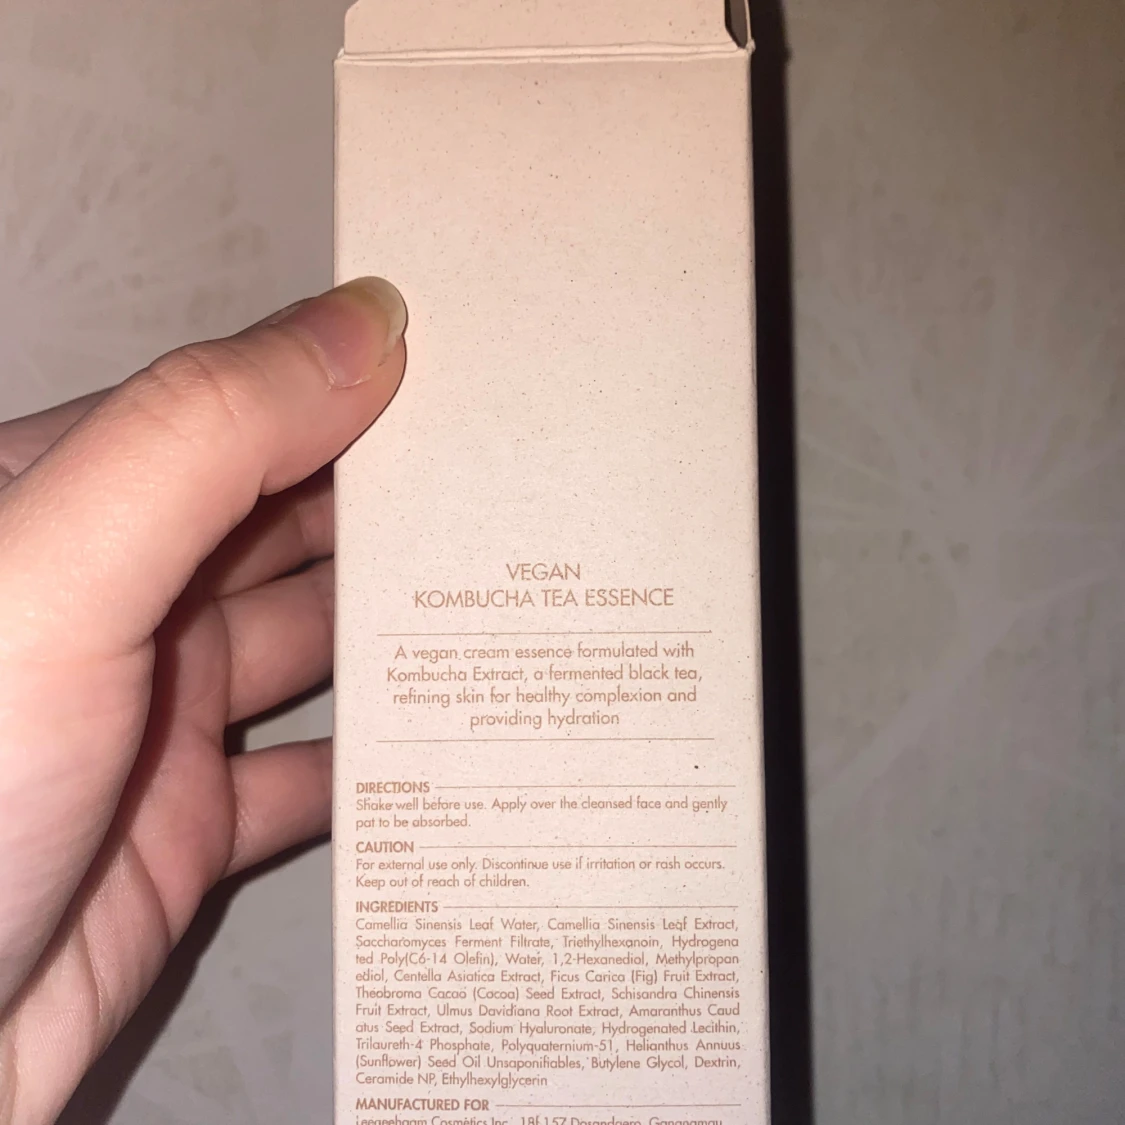 VEGAN
KOMBUCHA TEA ESSENCE
A vegan cream essence formulated with
Kombucha Extract, a fermented black tea,
refining skin for healthy complexion and
providing hydration
DIRECTIONS
Shake well before use. Apply over the cleansed face and gently
pat to be absorbed.
CAUTION
For external use only. Discontinue use if irritation or rash occurs.
Keep out of reach of children.
INGREDIENTS
Camellia Sinensis Leaf Water, Camellia Sinensis Leaf Extract,
Saccharomyces Ferment Filtrate, Triethylhexanoin, Hydrogena
ted Poly(C6-14 Olefin), Water, 1,2-Hexanediol, Methylpropan
ediol, Centella Asiatica Extract, Ficus Carica (Fig) Fruit Extract,
Theobroma Cacao (Cocoa) Seed Extract, Schisandra Chinensis
Fruit Extract, Ulmus Davidiana Root Extract, Amaranthus Caud
atus Seed Extract, Sodium Hyaluronate, Hydrogenated Lecithin,
Trilaureth-4 Phosphate, Polyquaternium-51, Helianthus Annuus
(Sunflower) Seed Oil Unsaponifiables, Butylene Glycol, Dextrin,
Ceramide NP, Ethylhexylglycerin
MANUFACTURED FOR
Cosmetics Inc., 18f 157